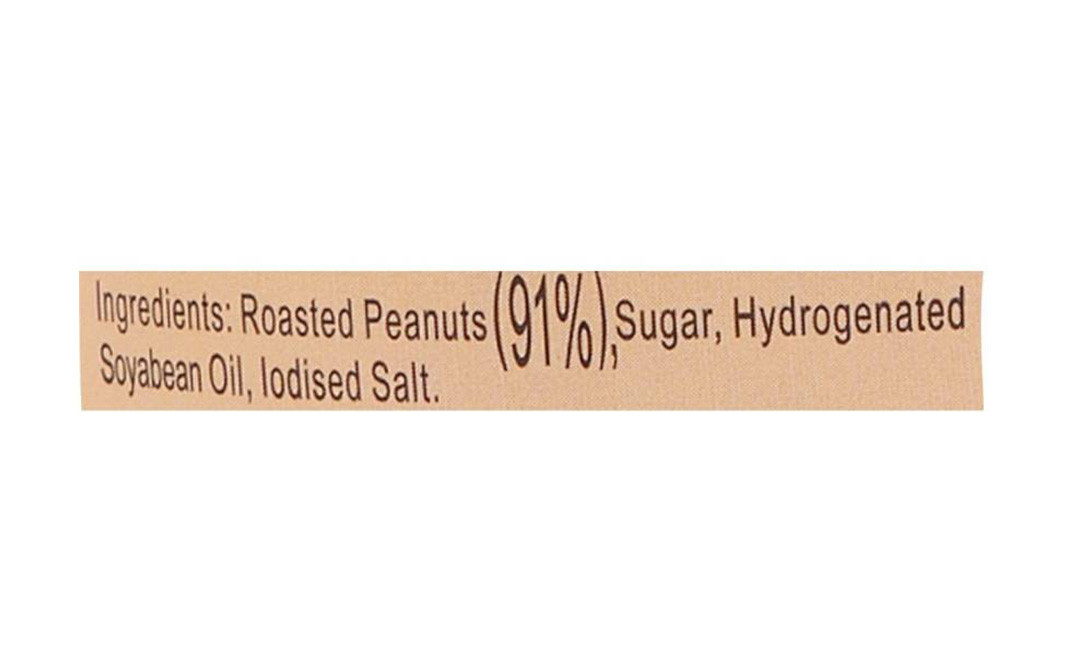 Ingredients: Roasted Peanuts (91%), Sugar, Hydrogenated
Soyabean Oil, Iodised Salt.